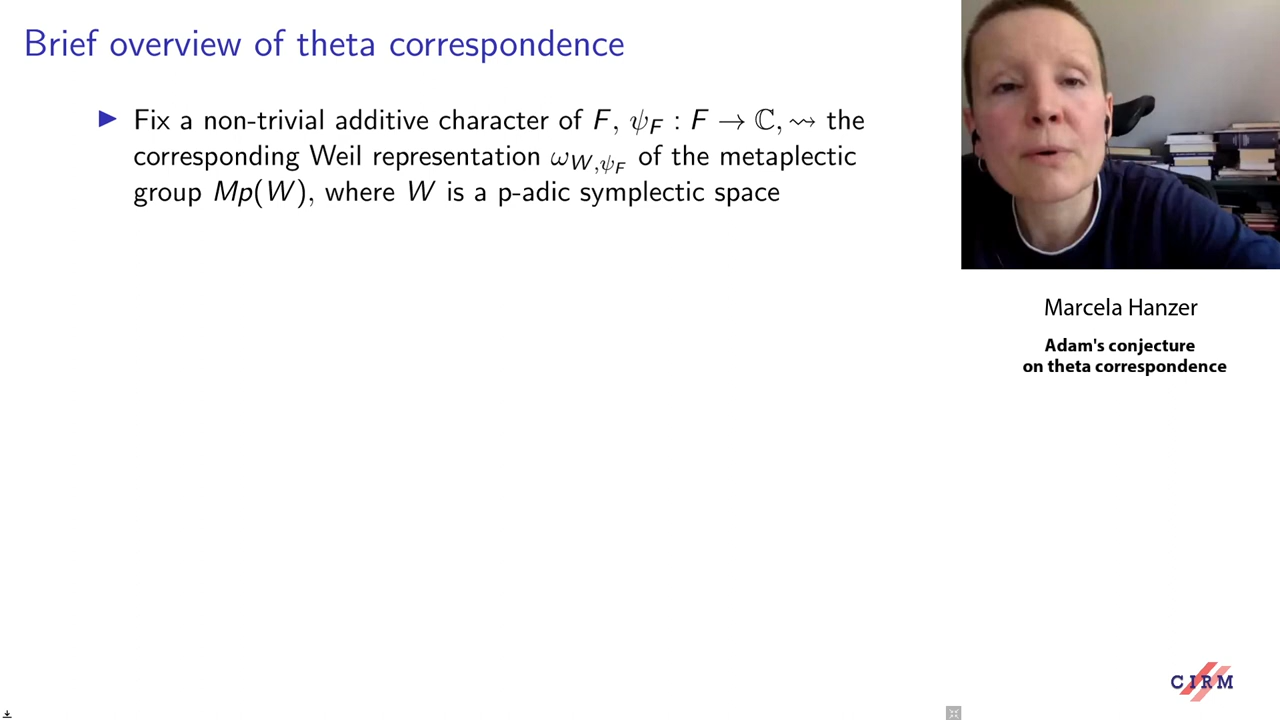 Brief overview of theta correspondence
▶ Fix a non-trivial additive character of F, ψ_F : F → ℂ, ⇝ the
corresponding Weil representation ω_{W,ψ_F} of the metaplectic
group Mp(W), where W is a p-adic symplectic space
Marcela Hanzer
Adam's conjecture
on theta correspondence
CIRM